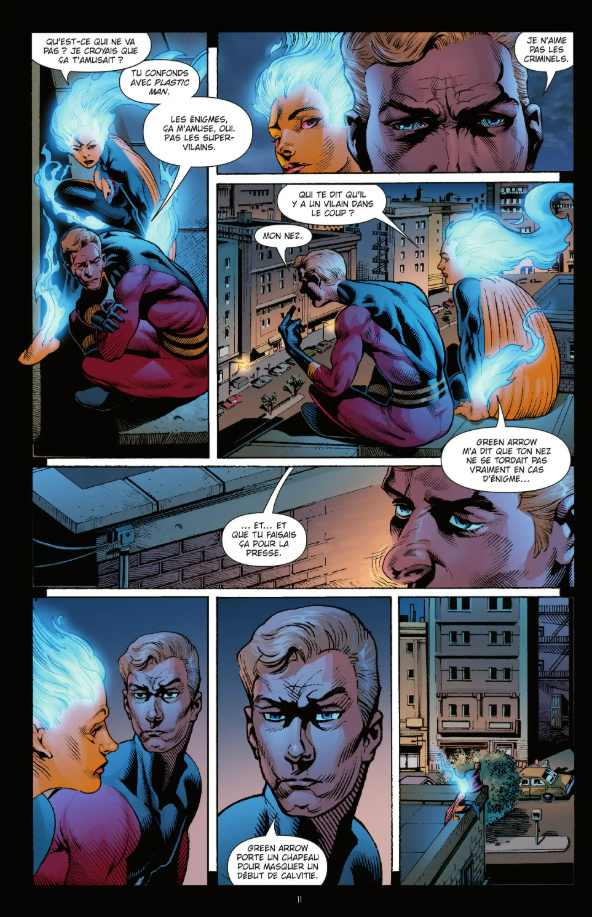 QU'EST-CE QUI NE VA
PAS ? JE CROYAIS QUE
ÇA T'AMUSAIT ?
TU CONFONDS
AVEC PLASTIC
MAN.
LES ÉNIGMES,
ÇA M'AMUSE, OUI.
PAS LES SUPER-
VILAINS.
JE N'AIME
PAS LES
CRIMINELS.
QUI TE DIT QU'IL
Y A UN VILAIN DANS
LE COUP ?
MON NEZ.
GREEN ARROW
M'A DIT QUE TON NEZ
NE SE TORDAIT PAS
VRAIMENT EN CAS
D'ÉNIGME...
... ET... ET
QUE TU FAISAIS
ÇA POUR LA
PRESSE.
GREEN ARROW
PORTE UN CHAPEAU
POUR MASQUER UN
DÉBUT DE CALVITIE.
11